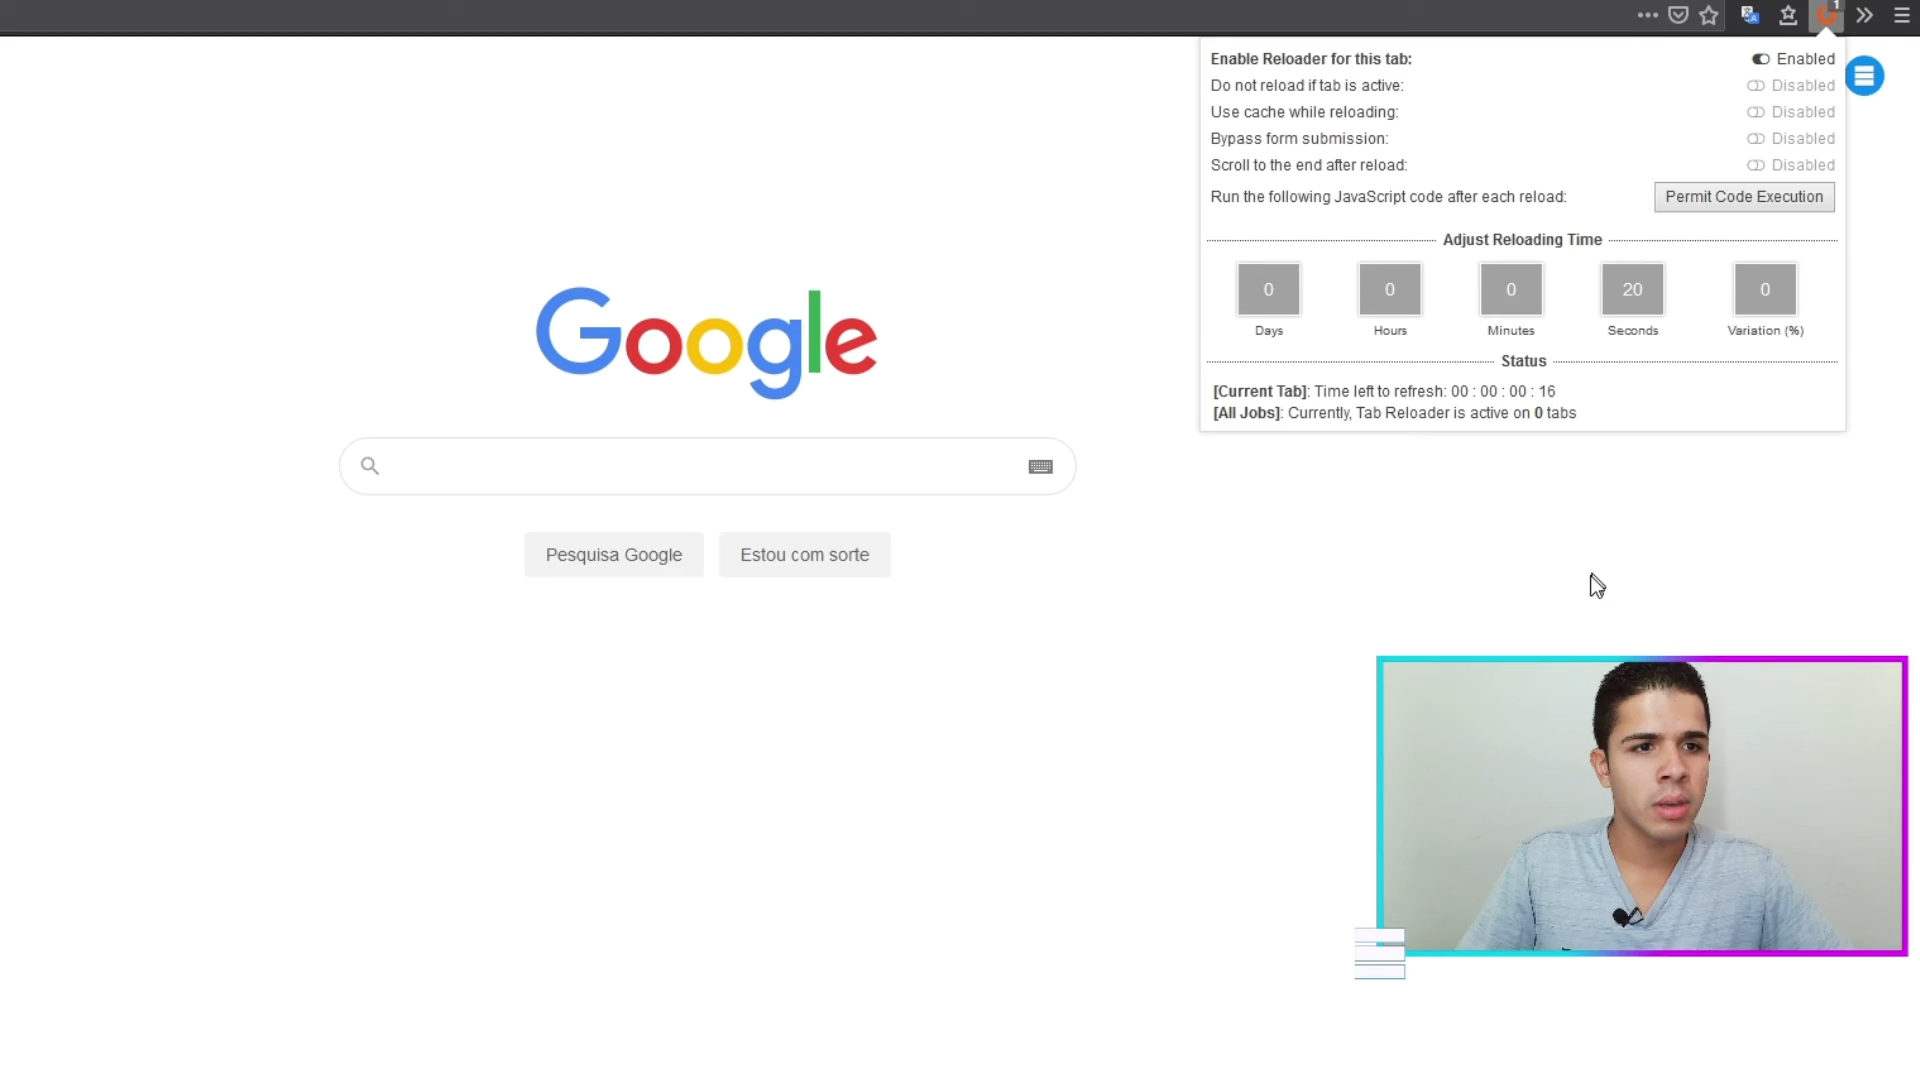 1
Enable Reloader for this tab:
Enabled
Do not reload if tab is active:
Disabled
Use cache while reloading:
Disabled
Bypass form submission:
Disabled
Scroll to the end after reload:
Disabled
Run the following JavaScript code after each reload:
Permit Code Execution
Adjust Reloading Time
0
0
0
20
0
Days
Hours
Minutes
Seconds
Variation (%)
Status
[Current Tab]: Time left to refresh: 00 : 00 : 00 : 16
[All Jobs]: Currently, Tab Reloader is active on 0 tabs
Google
Pesquisa Google
Estou com sorte